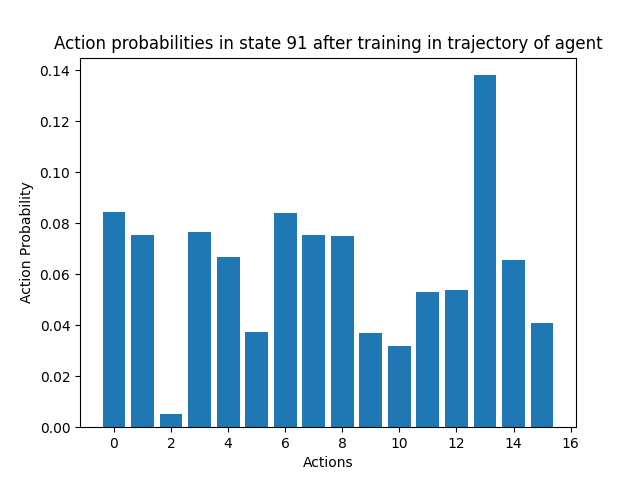 Action probabilities in state 91 after training in trajectory of agent
0.14
0.12
0.10
0.08
0.06
0.04
0.02
0.00
Action Probability
0 2 4 6 8 10 12 14 16
Actions